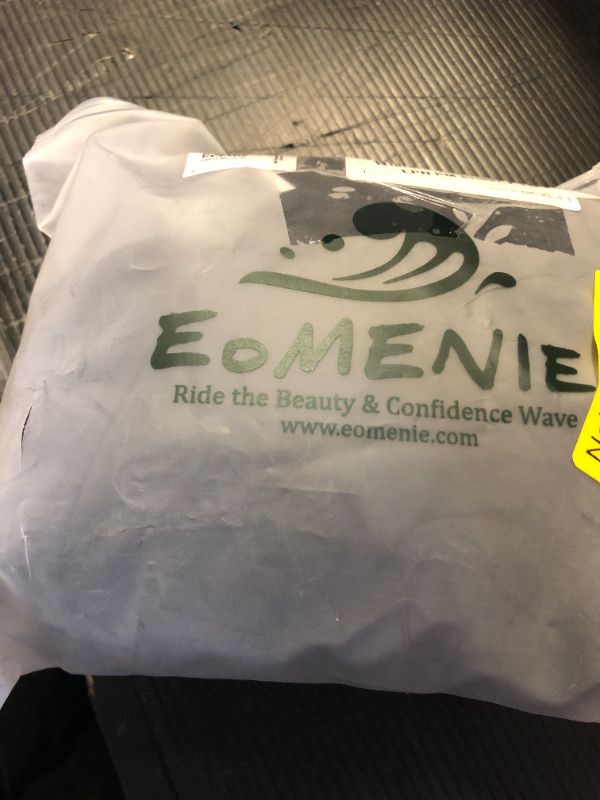 EOMENIE
Ride the Beauty & Confidence Wave
www.eomenie.com